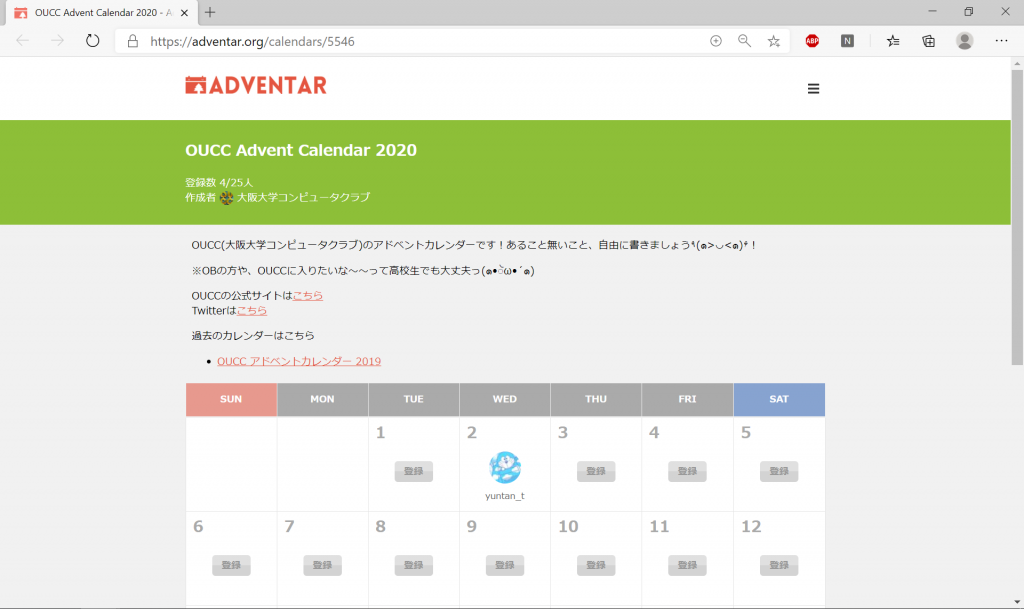 OUCC Advent Calendar 2020 - A
https://adventar.org/calendars/5546
ABP
N
ADVENTAR
OUCC Advent Calendar 2020
登録数 4/25人
作成者 大阪大学コンピュータクラブ
OUCC(大阪大学コンピュータクラブ)のアドベントカレンダーです！あること無いこと、自由に書きましょう٩(๑>◡<๑)۶！
※OBの方や、OUCCに入りたいな～～って高校生でも大丈夫っ(๑•̀ω•́๑)
OUCCの公式サイトはこちら
Twitterはこちら
過去のカレンダーはこちら
• OUCC アドベントカレンダー 2019
SUN MON TUE WED THU FRI SAT
1 2 3 4 5
登録 登録 登録 登録
yuntan_t
6 7 8 9 10 11 12
登録 登録 登録 登録 登録 登録 登録